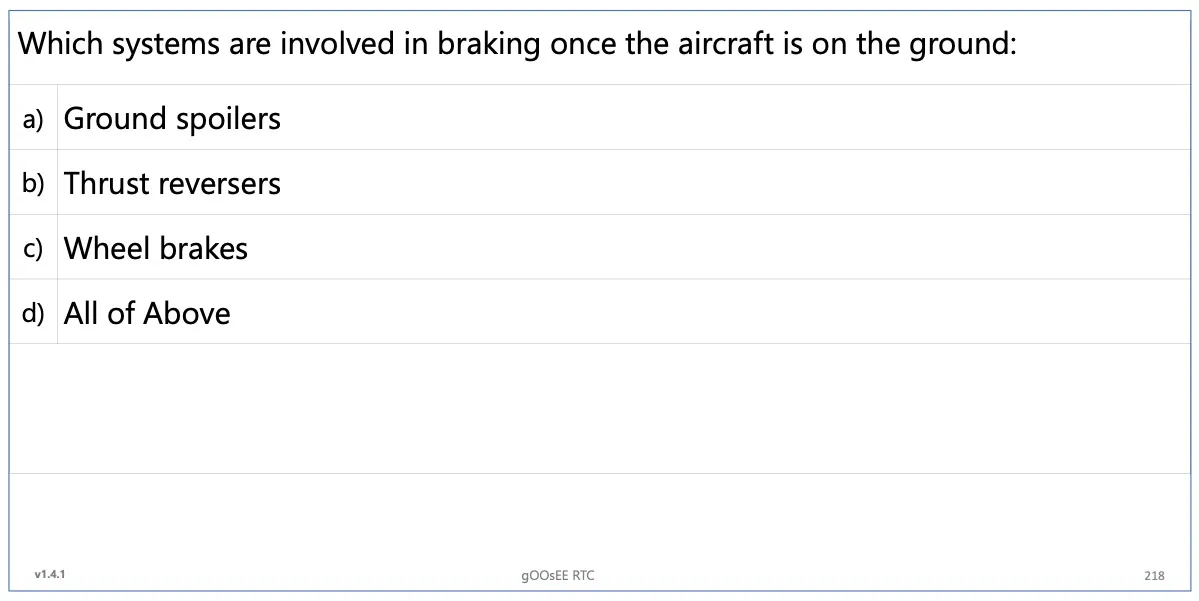 Which systems are involved in braking once the aircraft is on the ground:
a) Ground spoilers
b) Thrust reversers
c) Wheel brakes
d) All of Above
v1.4.1 gOOsEE RTC 218